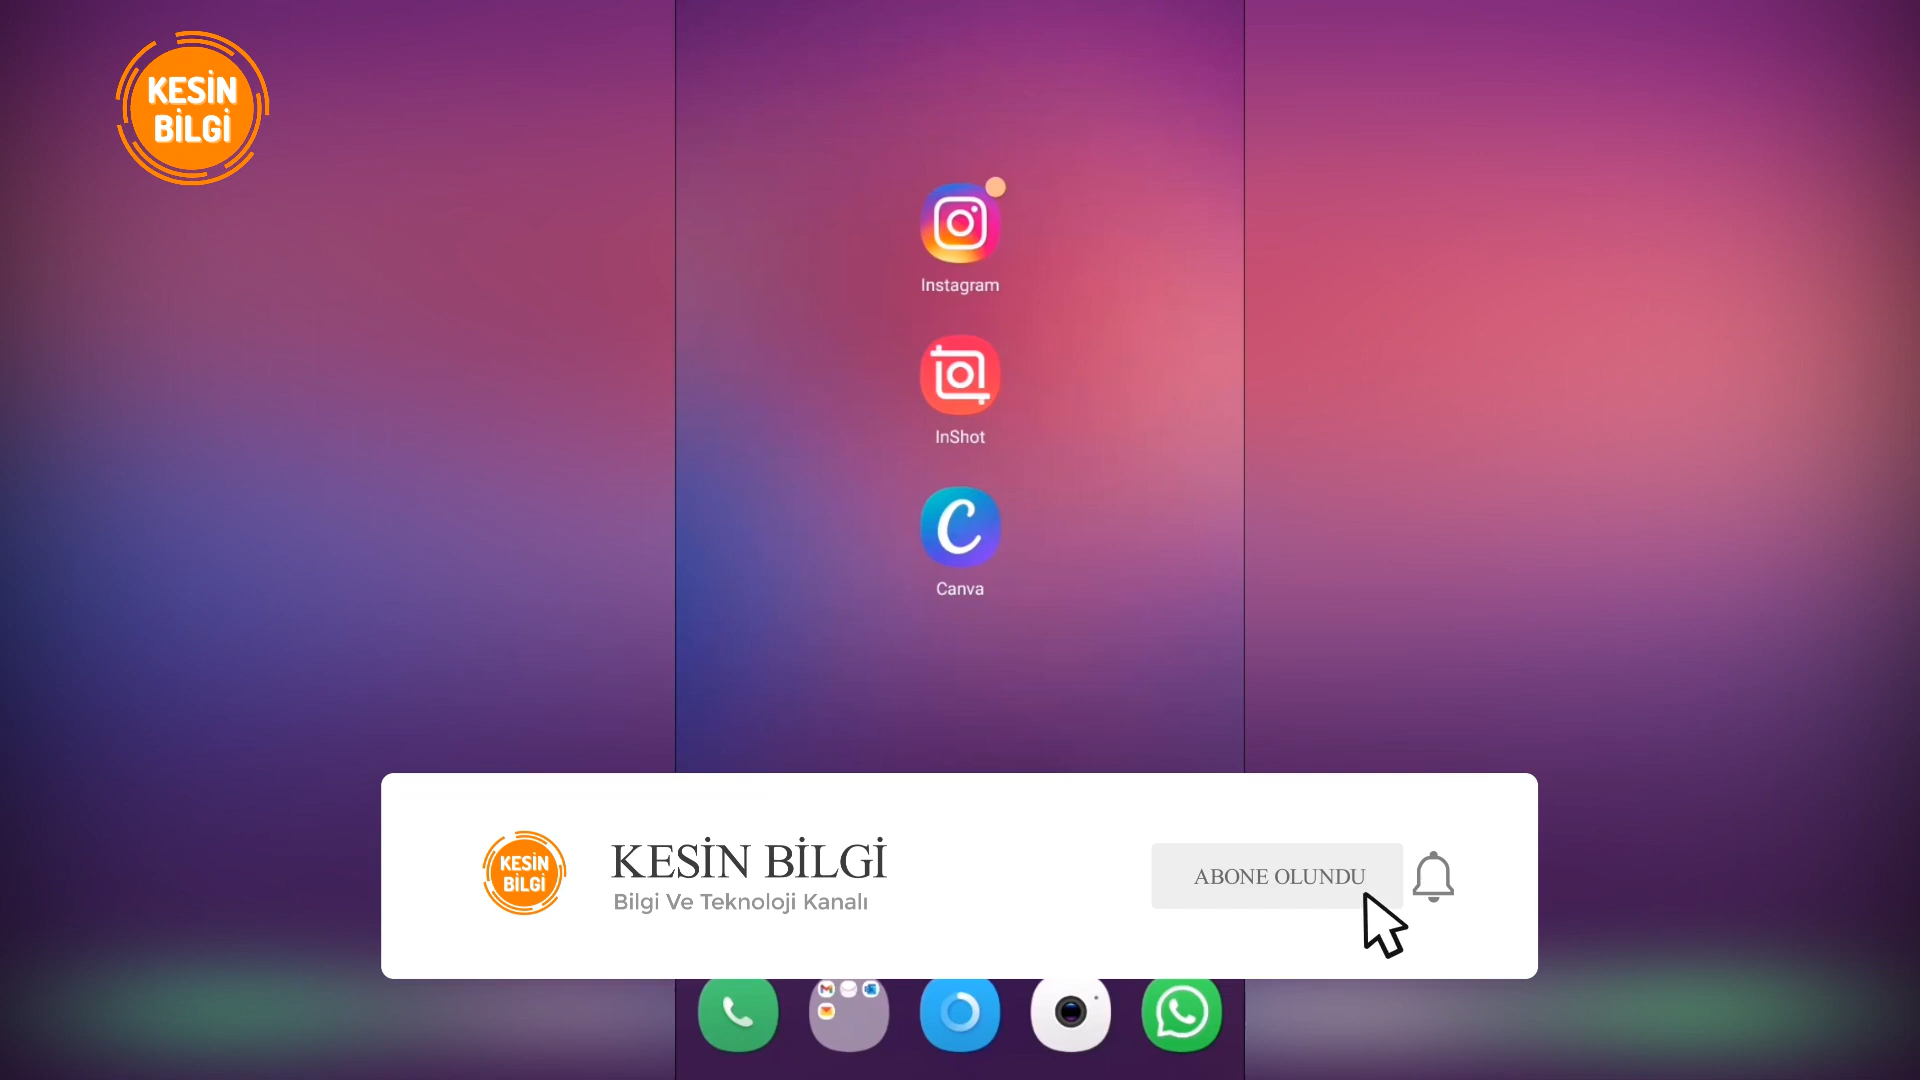 KESİN
BİLGİ
Instagram
InShot
Canva
KESİN
BİLGİ
KESİN BİLGİ
Bilgi Ve Teknoloji Kanalı
ABONE OLUNDU